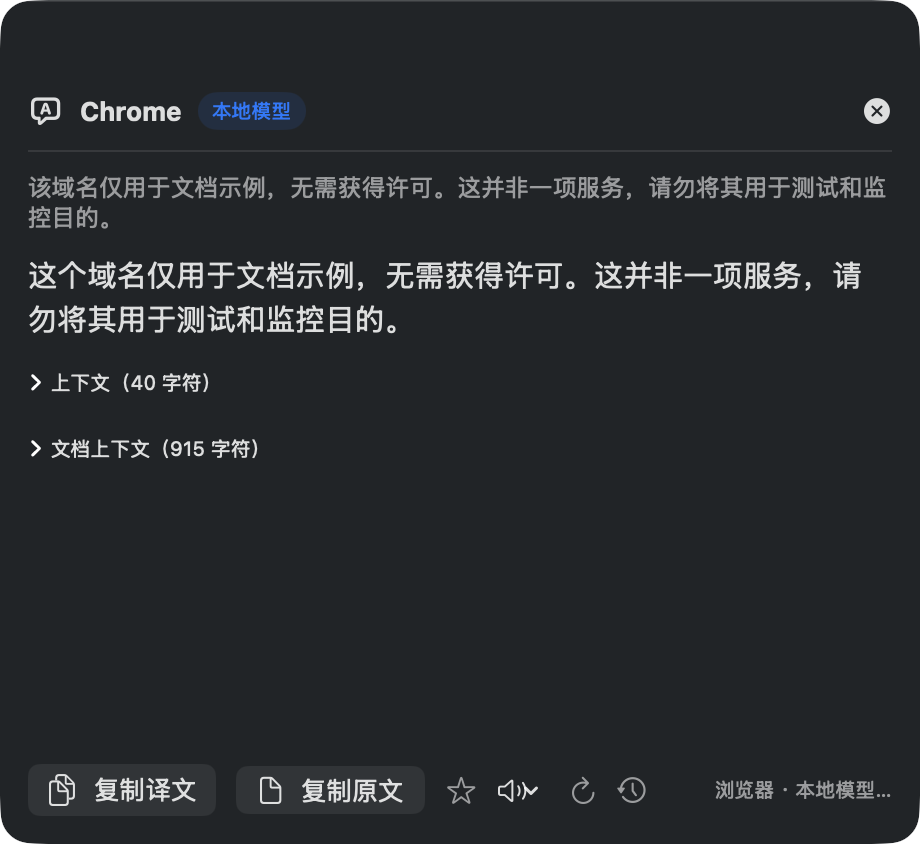 Chrome 本地模型
该域名仅用于文档示例，无需获得许可。这并非一项服务，请勿将其用于测试和监
控目的。
这个域名仅用于文档示例，无需获得许可。这并非一项服务，请
勿将其用于测试和监控目的。
上下文（40 字符）
文档上下文（915 字符）
复制译文 复制原文 浏览器 · 本地模型...